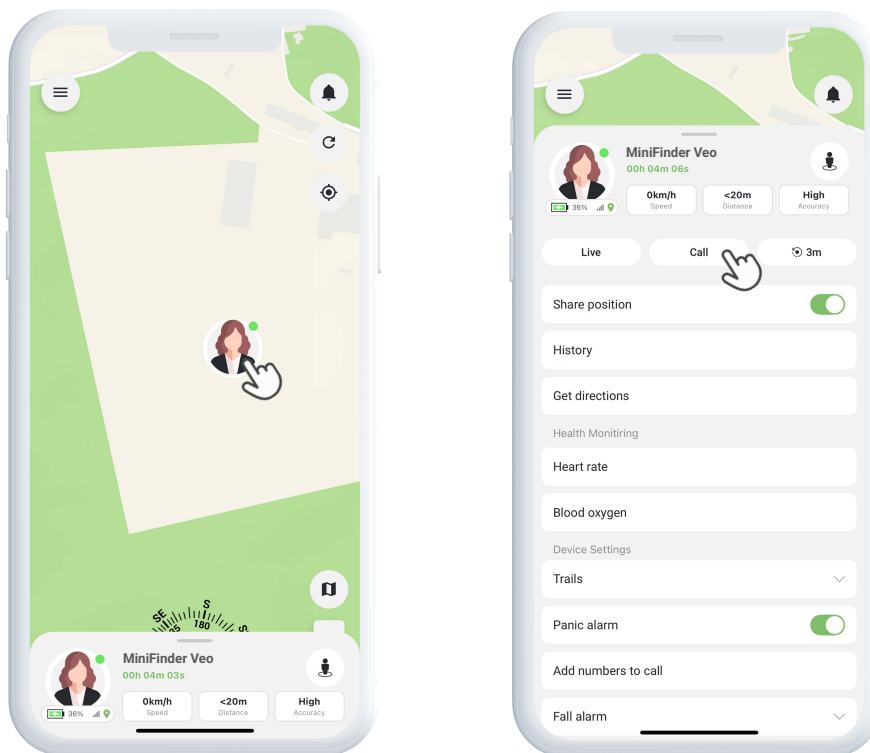 S
SE
180
MiniFinder Veo
00h 04m 03s
36%
0km/h
Speed
<20m
Distance
High
Accuracy
MiniFinder Veo
00h 04m 06s
36%
0km/h
Speed
<20m
Distance
High
Accuracy
Live
Call
3m
Share position
History
Get directions
Health Monitiring
Heart rate
Blood oxygen
Device Settings
Trails
Panic alarm
Add numbers to call
Fall alarm